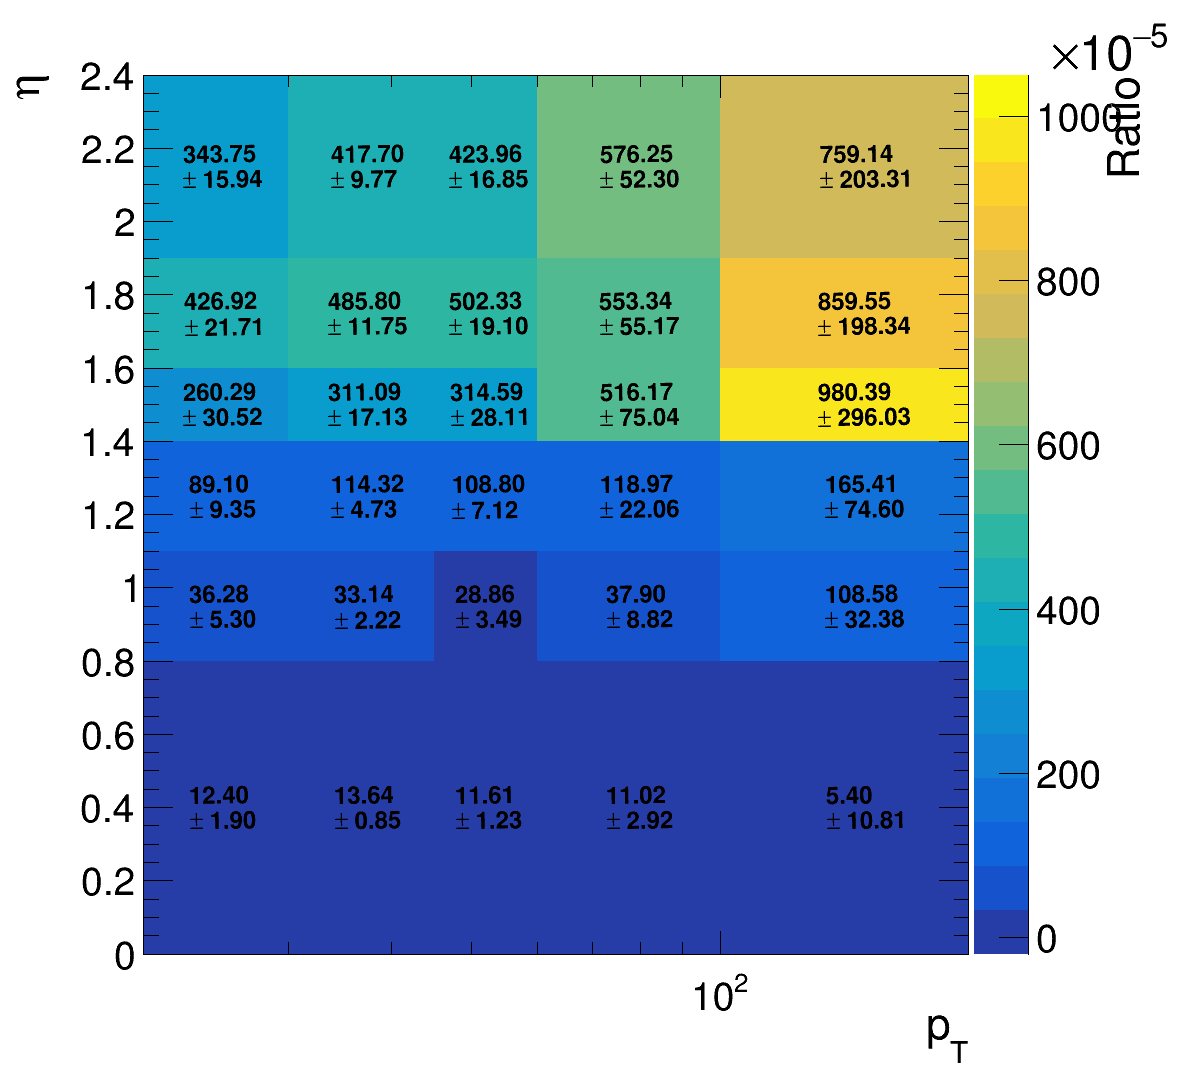 ×10−5
η
Ratio
2.4
2.2
2
1.8
1.6
1.4
1.2
1
0.8
0.6
0.4
0.2
0
343.75 417.70 423.96 576.25 759.14
± 15.94 ± 9.77 ± 16.85 ± 52.30 ± 203.31
426.92 485.80 502.33 553.34 859.55
± 21.71 ± 11.75 ± 19.10 ± 55.17 ± 198.34
260.29 311.09 314.59 516.17 980.39
± 30.52 ± 17.13 ± 28.11 ± 75.04 ± 296.03
89.10 114.32 108.80 118.97 165.41
± 9.35 ± 4.73 ± 7.12 ± 22.06 ± 74.60
36.28 33.14 28.86 37.90 108.58
± 5.30 ± 2.22 ± 3.49 ± 8.82 ± 32.38
12.40 13.64 11.61 11.02 5.40
± 1.90 ± 0.85 ± 1.23 ± 2.92 ± 10.81
1000
800
600
400
200
0
10²
pT